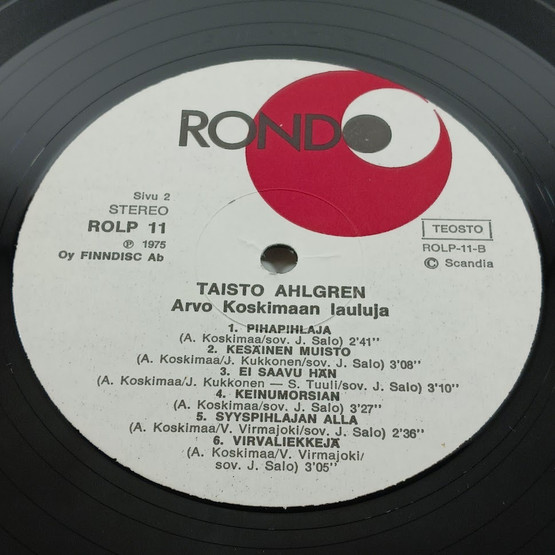 RONDO
Sivu 2
STEREO
ROLP 11
℗ 1975
Oy FINNDISC Ab
TEOSTO
ROLP-11-B
© Scandia
TAISTO AHLGREN
Arvo Koskimaan lauluja
1. PIHAPIHLAJA
(A. Koskimaa/sov. J. Salo) 2'41"
2. KESÄINEN MUISTO
(A. Koskimaa/J. Kukkonen/sov. J. Salo) 3'08"
3. EI SAAVU HÄN
(A. Koskimaa/J. Kukkonen — S. Tuuli/sov. J. Salo) 3'10"
4. KEINUMORSIAN
(A. Koskimaa/sov. J. Salo) 3'27"
5. SYYSPIHLAJAN ALLA
(A. Koskimaa/V. Virmajoki/sov. J. Salo) 2'36"
6. VIRVALIEKKEJÄ
(A. Koskimaa/V. Virmajoki/
sov. J. Salo) 3'05"